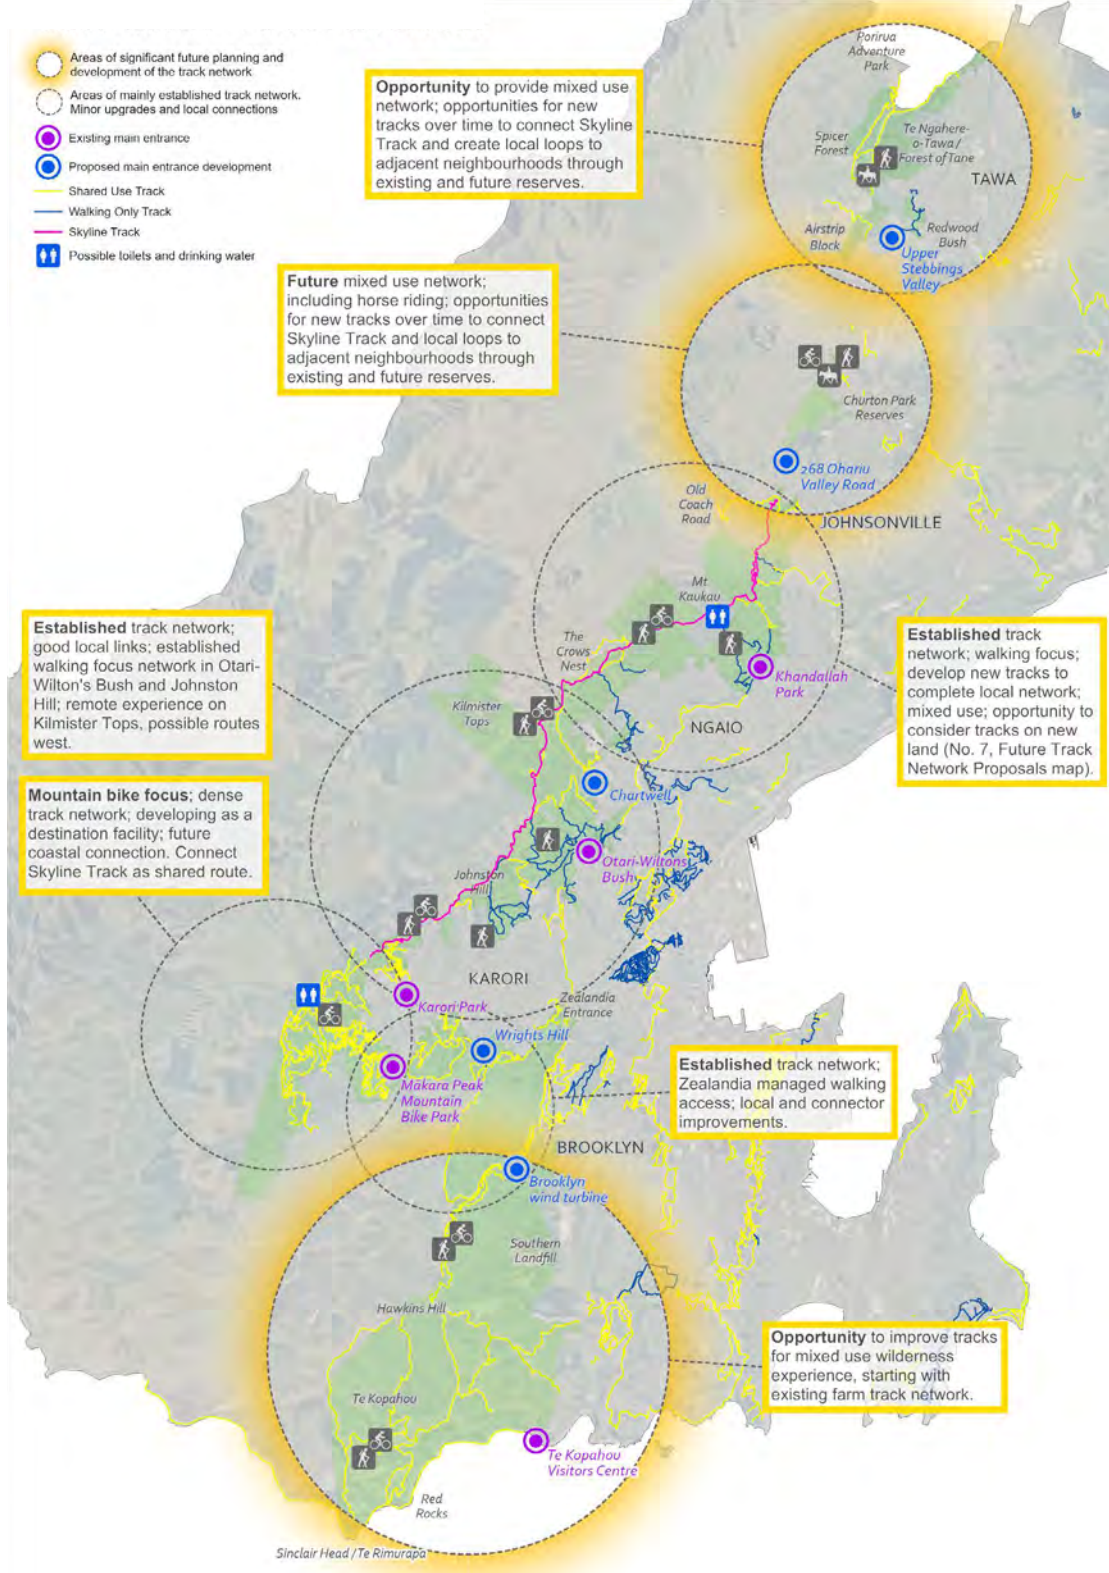 Areas of significant future planning and
development of the track network
Areas of mainly established track network.
Minor upgrades and local connections
Existing main entrance
Proposed main entrance development
Shared Use Track
Walking Only Track
Skyline Track
Possible toilets and drinking water
Opportunity to provide mixed use
network; opportunities for new
tracks over time to connect Skyline
Track and create local loops to
adjacent neighbourhoods through
existing and future reserves.
Porirua
Adventure
Park
Spicer
Forest
Te Ngahere-
o-Tawa /
Forest of Tane
TAWA
Airstrip
Block
Redwood
Bush
Upper
Stebbings
Valley
Future mixed use network;
including horse riding; opportunities
for new tracks over time to connect
Skyline Track and local loops to
adjacent neighbourhoods through
existing and future reserves.
Churton Park
Reserves
268 Ohariu
Valley Road
Old
Coach
Road
JOHNSONVILLE
Mt
Kaukau
The
Crows
Nest
Khandallah
Park
NGAIO
Established track network;
good local links; established
walking focus network in Otari-
Wilton's Bush and Johnston
Hill; remote experience on
Kilmister Tops, possible routes
west.
Established track
network; walking focus;
develop new tracks to
complete local network;
mixed use; opportunity to
consider tracks on new
land (No. 7, Future Track
Network Proposals map).
Kilmister
Tops
Chartwell
Mountain bike focus; dense
track network; developing as a
destination facility; future
coastal connection. Connect
Skyline Track as shared route.
Otari-Wiltons
Bush
Johnston
Hill
KARORI
Karori Park
Zealandia
Entrance
Wrights Hill
Makara Peak
Mountain
Bike Park
Established track network;
Zealandia managed walking
access; local and connector
improvements.
BROOKLYN
Brooklyn
wind turbine
Southern
Landfill
Hawkins Hill
Opportunity to improve tracks
for mixed use wilderness
experience, starting with
existing farm track network.
Te Kopahou
Te Kopahou
Visitors Centre
Red
Rocks
Sinclair Head / Te Rimurapa